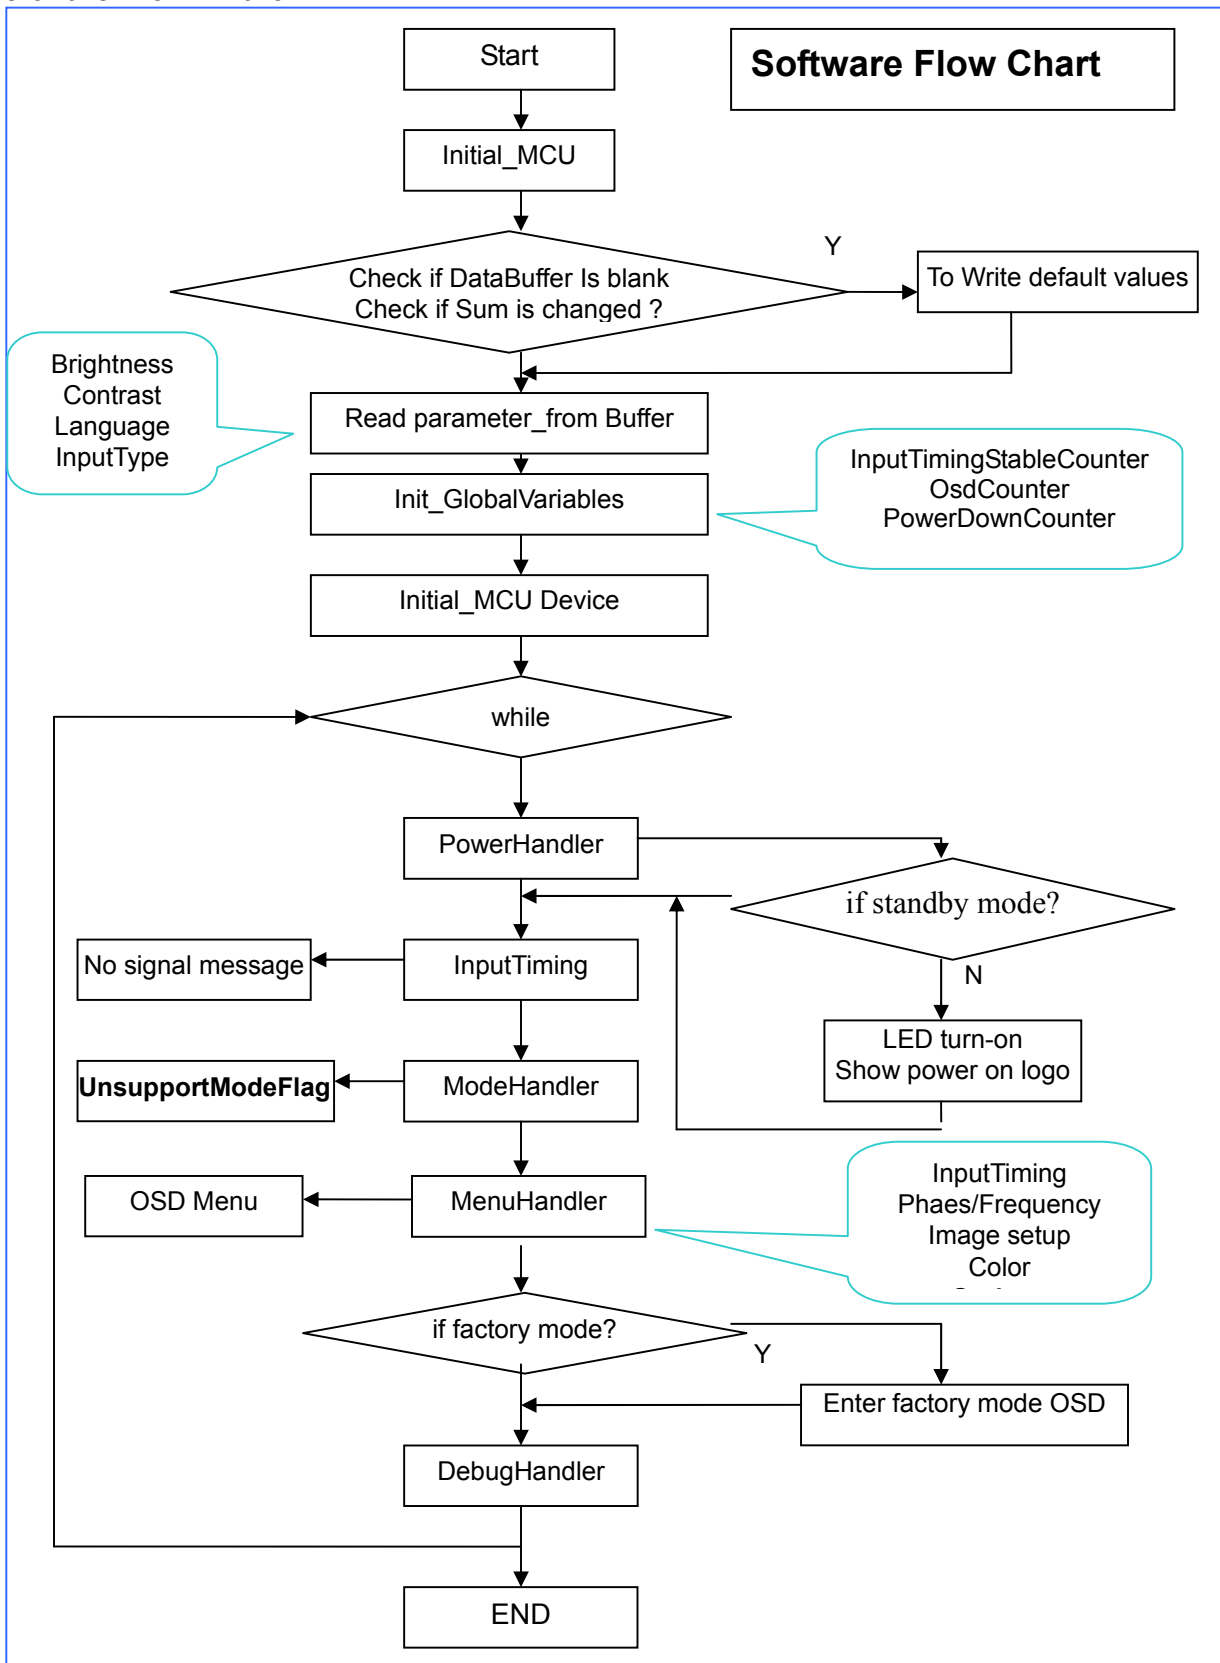 Start
Software Flow Chart
Initial_MCU
Y
Check if DataBuffer Is blank
Check if Sum is changed ?
To Write default values
Brightness
Contrast
Language
InputType
Read parameter_from Buffer
InputTimingStableCounter
OsdCounter
PowerDownCounter
Init_GlobalVariables
Initial_MCU Device
while
PowerHandler
if standby mode?
No signal message
InputTiming
N
LED turn-on
Show power on logo
UnsupportModeFlag
ModeHandler
OSD Menu
MenuHandler
InputTiming
Phaes/Frequency
Image setup
Color
if factory mode?
Y
Enter factory mode OSD
DebugHandler
END